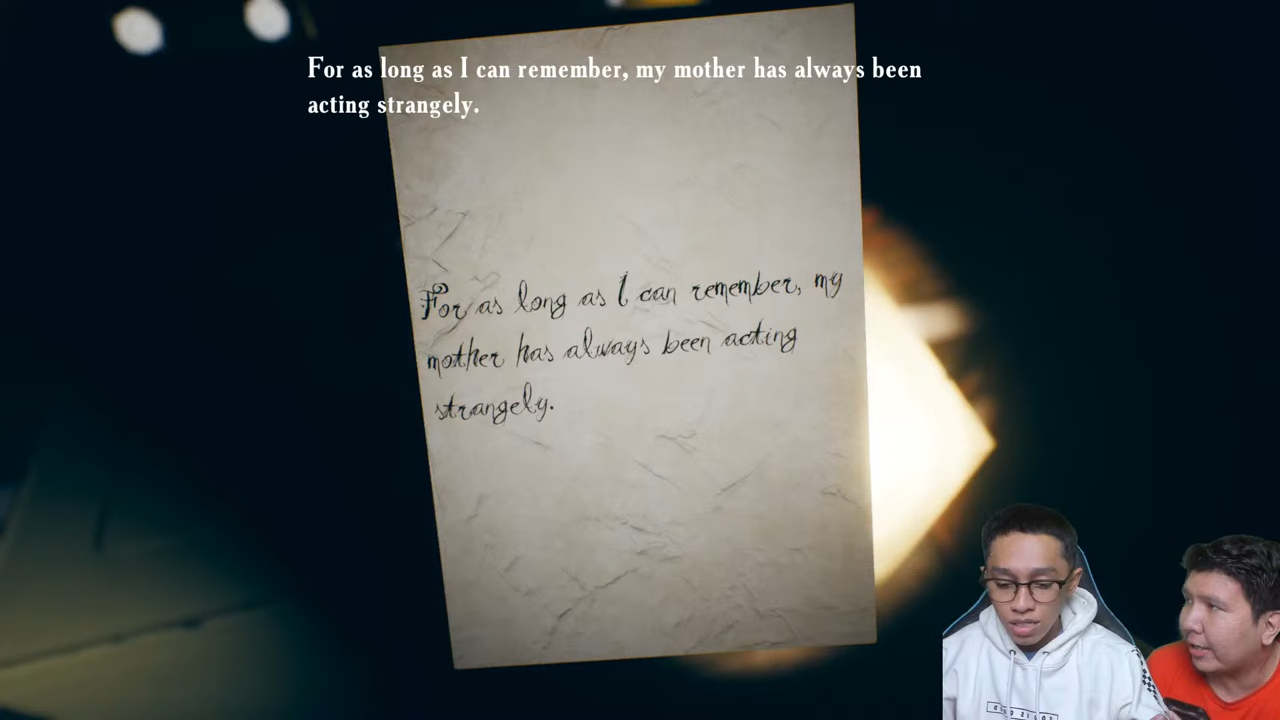 For as long as I can remember, my mother has always been
acting strangely.
For as long as I can remember, my
mother has always been acting
strangely.